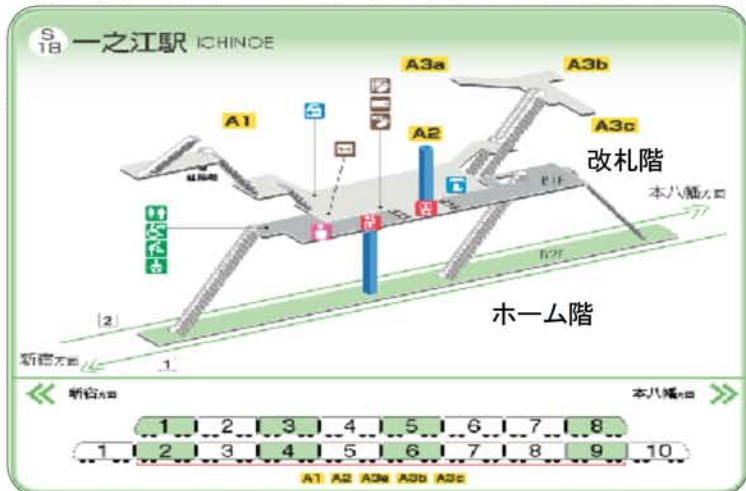 S
18
一之江駅 ICHINOE
A3a
A3b
A1
A2
A3c
改札階
B1F
本八幡方面
B2F
ホーム階
[2]
新宿方面
1
新宿方面
本八幡方面
1 2 3 4 5 6 7 8
1 2 3 4 5 6 7 8 9 10
A1 A2 A3a A3b A3c